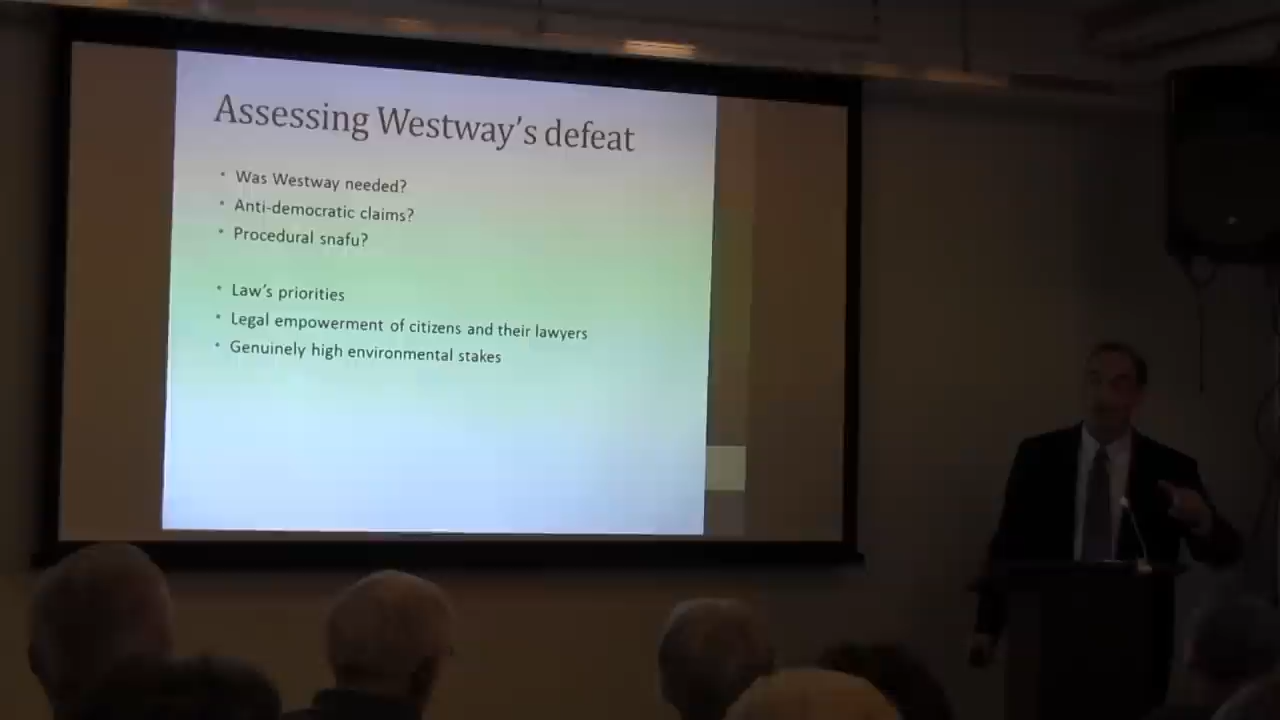 Assessing Westway's defeat
• Was Westway needed?
• Anti-democratic claims?
• Procedural snafu?
• Law's priorities
• Legal empowerment of citizens and their lawyers
• Genuinely high environmental stakes